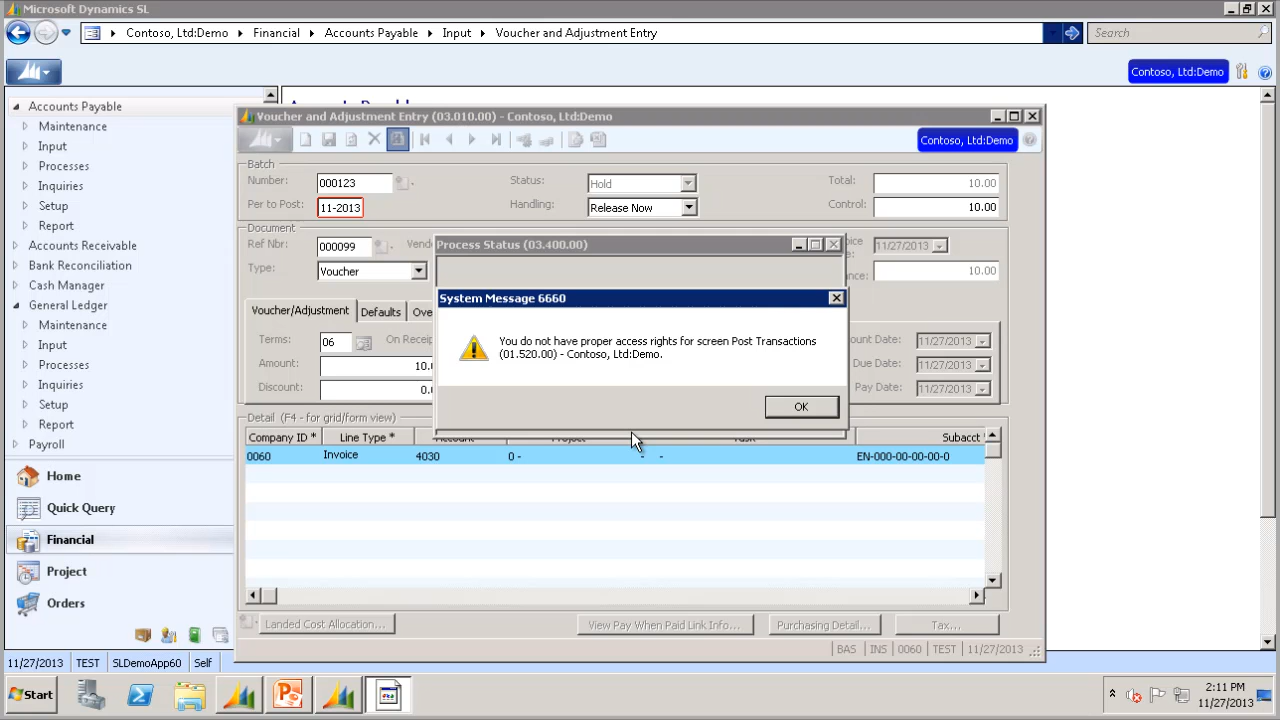 Microsoft Dynamics SL
Contoso, Ltd:Demo
Financial
Accounts Payable
Input
Voucher and Adjustment Entry
Search
Contoso, Ltd:Demo
Accounts Payable
Maintenance
Input
Processes
Inquiries
Setup
Report
Accounts Receivable
Bank Reconciliation
Cash Manager
General Ledger
Maintenance
Input
Processes
Inquiries
Setup
Report
Payroll
Home
Quick Query
Financial
Project
Orders
Voucher and Adjustment Entry (03.010.00) - Contoso, Ltd:Demo
Contoso, Ltd:Demo
Batch
Number: 000123 Status: Hold Total: 10.00
Per to Post: 11-2013 Handling: Release Now Control: 10.00
Document
Ref Nbr: 000099 11/27/2013
Type: Voucher 10.00
Process Status (03.400.00)
System Message 6660
You do not have proper access rights for screen Post Transactions
(01.520.00) - Contoso, Ltd:Demo.
OK
Voucher/Adjustment Defaults
Terms: 06 Due Date: 11/27/2013
Amount: 11/27/2013
Discount: Pay Date: 11/27/2013
Detail (F4 - for grid/form view)
Company ID * Line Type * Account Project Task Subacct
0060 Invoice 4030 0 - - - EN-000-00-00-00-0
Landed Cost Allocation... View Pay When Paid Link Info... Purchasing Detail... Tax...
BAS INS 0060 TEST 11/27/2013
11/27/2013 TEST SLDemoApp60 Self
Start
2:11 PM
11/27/2013